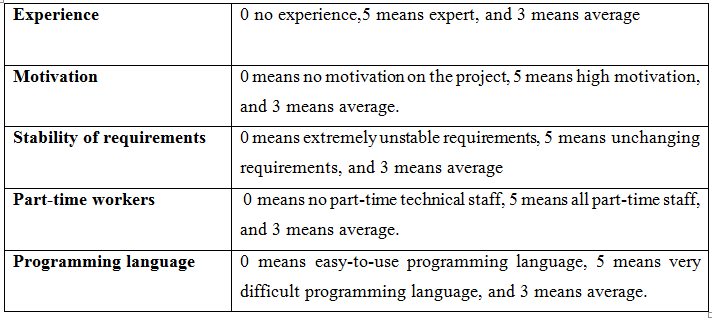 Experience 0 no experience,5 means expert, and 3 means average
Motivation 0 means no motivation on the project, 5 means high motivation,
and 3 means average.
Stability of requirements 0 means extremely unstable requirements, 5 means unchanging
requirements, and 3 means average
Part-time workers 0 means no part-time technical staff, 5 means all part-time staff,
and 3 means average.
Programming language 0 means easy-to-use programming language, 5 means very
difficult programming language, and 3 means average.